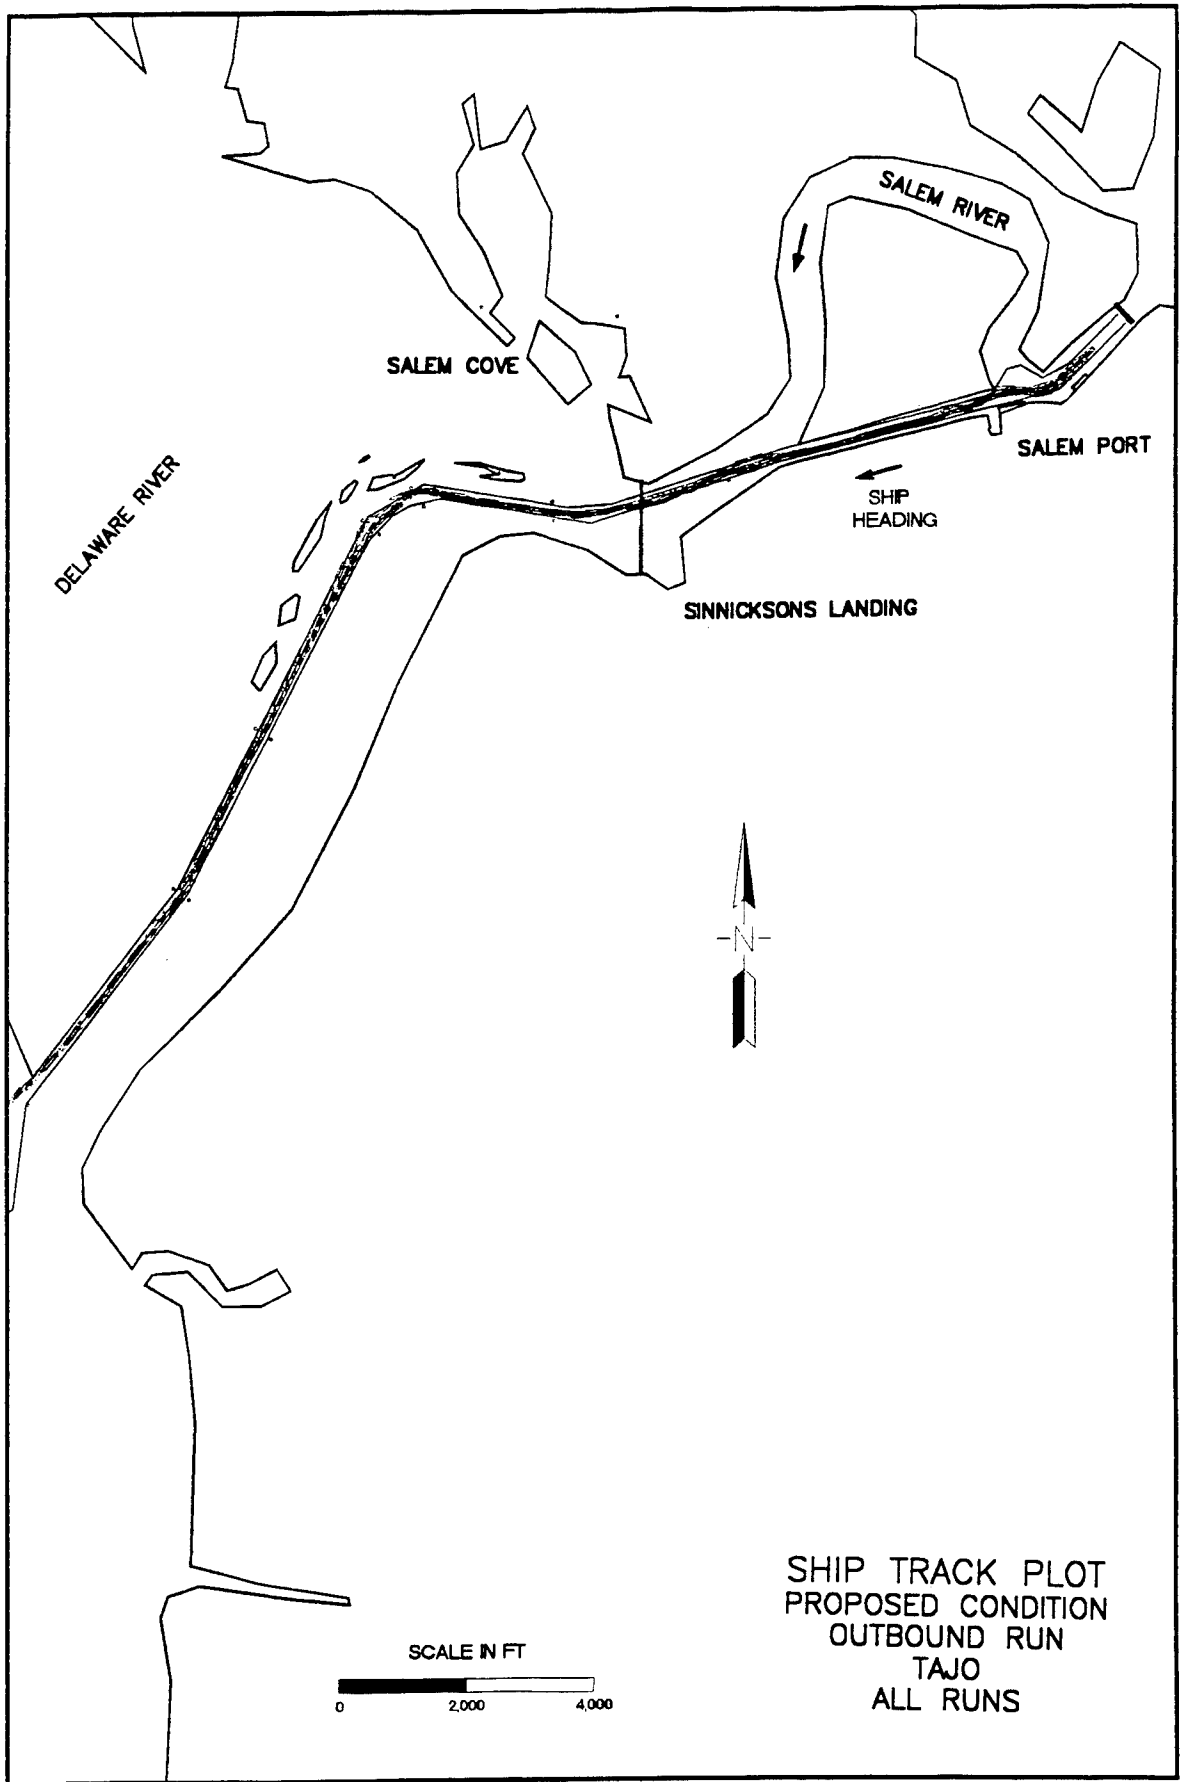 SALEM RIVER
SALEM COVE
SALEM PORT
DELAWARE RIVER
SHIP
HEADING
SINNICKSONS LANDING
-N-
SHIP TRACK PLOT
PROPOSED CONDITION
OUTBOUND RUN
TAJO
ALL RUNS
SCALE IN FT
0 2,000 4,000